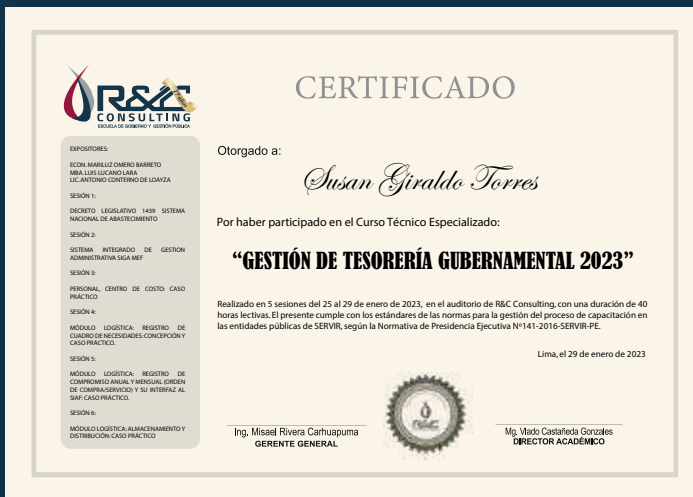 R&C
CONSULTING
ESCUELA DE GOBIERNO Y GESTIÓN PÚBLICA
CERTIFICADO
EXPOSITORES:
ECON. MARILUZ OMERO BARRETO
MBA. LUIS LUCANO LARA
LIC. ANTONIO CONTERNO DE LOAYZA
SESIÓN 1:
DECRETO LEGISLATIVO 1439 SISTEMA
NACIONAL DE ABASTECIMIENTO
SESIÓN 2:
SISTEMA INTEGRADO DE GESTION
ADMINISTRATIVA SIGA MEF
SESIÓN 3:
PERSONAL, CENTRO DE COSTO: CASO
PRÁCTICO
SESIÓN 4:
MÓDULO LOGÍSTICA: REGISTRO DE
CUADRO DE NECESIDADES: CONCEPCIÓN Y
CASO PRÁCTICO.
SESIÓN 5:
MÓDULO LOGÍSTICA: REGISTRO DE
COMPROMISO ANUAL Y MENSUAL (ORDEN
DE COMPRA/SERVICIO) Y SU INTERFAZ AL
SIAF: CASO PRÁCTICO.
SESIÓN 6:
MÓDULO LOGÍSTICA: ALMACENAMIENTO Y
DISTRIBUCIÓN: CASO PRÁCTICO
Otorgado a:
Susan Giraldo Torres
Por haber participado en el Curso Técnico Especializado:
“GESTIÓN DE TESORERÍA GUBERNAMENTAL 2023”
Realizado en 5 sesiones del 25 al 29 de enero de 2023, en el auditorio de R&C Consulting, con una duración de 40
horas lectivas. El presente cumple con los estándares de las normas para la gestión del proceso de capacitación en
las entidades públicas de SERVIR, según la Normativa de Presidencia Ejecutiva Nº141-2016-SERVIR-PE.
Lima, el 29 de enero de 2023
Ing. Misael Rivera Carhuapuma
GERENTE GENERAL
Mg. Vlado Castañeda Gonzales
DIRECTOR ACADÉMICO